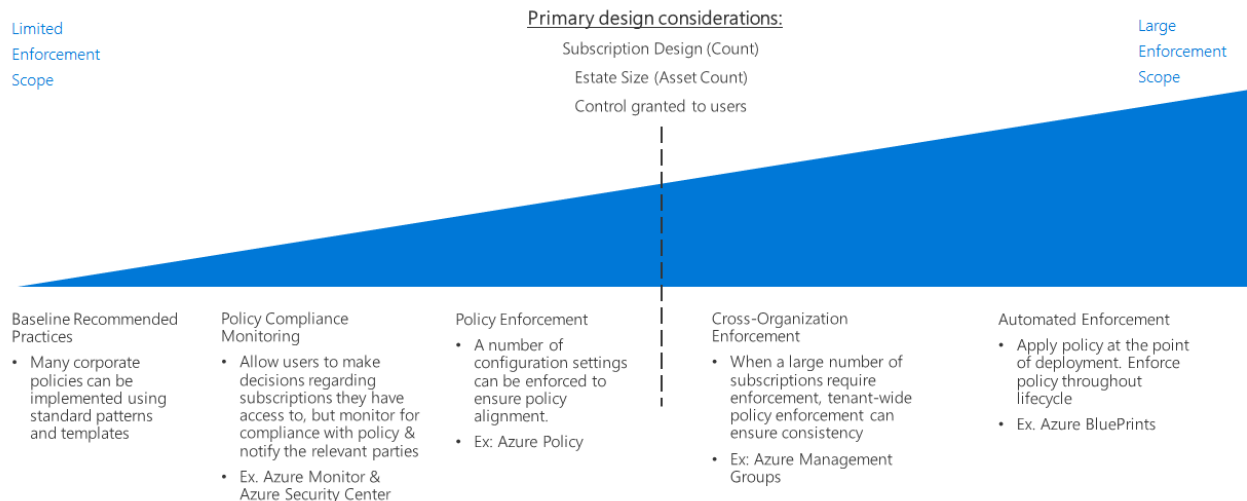 Primary design considerations:
Subscription Design (Count)
Estate Size (Asset Count)
Control granted to users
Limited
Enforcement
Scope
Large
Enforcement
Scope
Baseline Recommended
Practices
• Many corporate
policies can be
implemented using
standard patterns
and templates
Policy Compliance
Monitoring
• Allow users to make
decisions regarding
subscriptions they have
access to, but monitor for
compliance with policy &
notify the relevant parties
• Ex. Azure Monitor &
Azure Security Center
Policy Enforcement
• A number of
configuration settings
can be enforced to
ensure policy
alignment.
• Ex: Azure Policy
Cross-Organization
Enforcement
• When a large number of
subscriptions require
enforcement, tenant-wide
policy enforcement can
ensure consistency
• Ex: Azure Management
Groups
Automated Enforcement
• Apply policy at the point
of deployment. Enforce
policy throughout
lifecycle
• Ex. Azure BluePrints